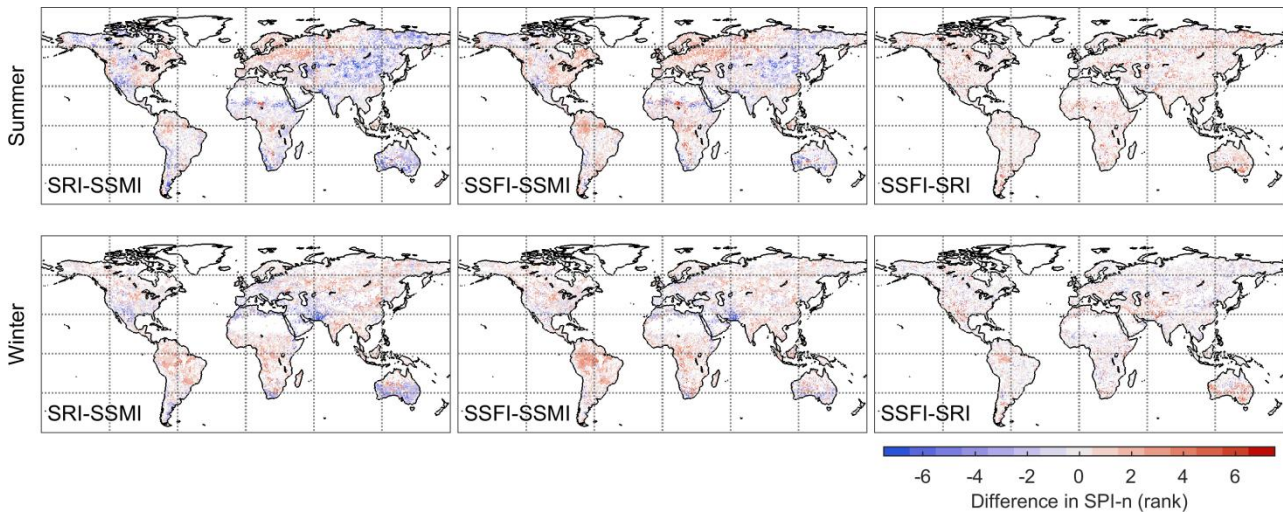 Summer
SRI-SSMI
SSFI-SSMI
SSFI-SRI
Winter
SRI-SSMI
SSFI-SSMI
SSFI-SRI
-6 -4 -2 0 2 4 6
Difference in SPI-n (rank)